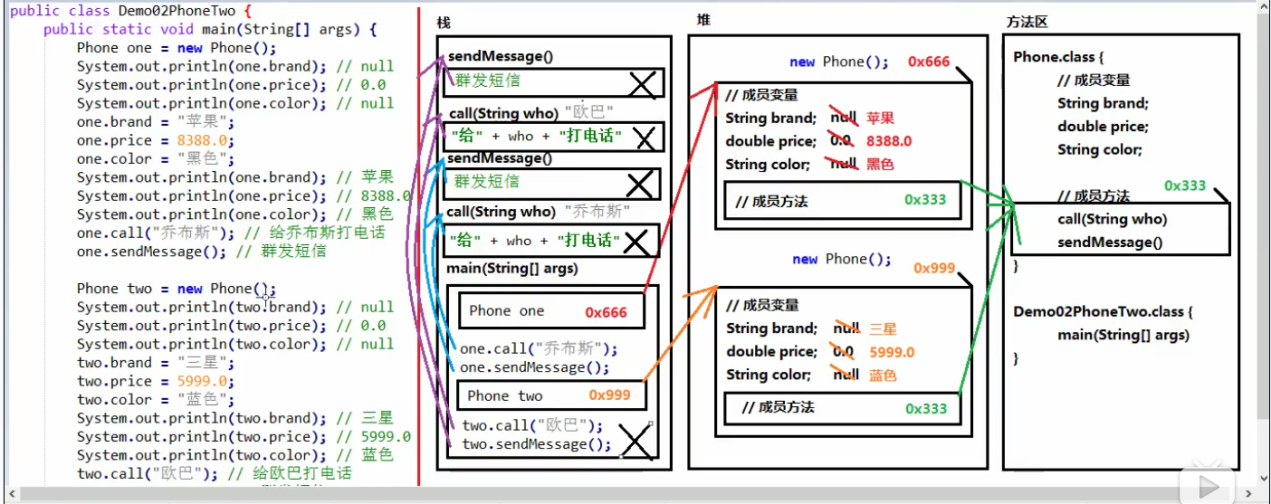 public class Demo02PhoneTwo {
public static void main(String[] args) {
Phone one = new Phone();
System.out.println(one.brand); // null
System.out.println(one.price); // 0.0
System.out.println(one.color); // null
one.brand = "苹果";
one.price = 8388.0;
one.color = "黑色";
System.out.println(one.brand); // 苹果
System.out.println(one.price); // 8388.0
System.out.println(one.color); // 黑色
one.call("乔布斯"); // 给乔布斯打电话
one.sendMessage(); // 群发短信
Phone two = new Phone();
System.out.println(two.brand); // null
System.out.println(two.price); // 0.0
System.out.println(two.color); // null
two.brand = "三星";
two.price = 5999.0;
two.color = "蓝色";
System.out.println(two.brand); // 三星
System.out.println(two.price); // 5999.0
System.out.println(two.color); // 蓝色
two.call("欧巴"); // 给欧巴打电话
栈
sendMessage()
群发短信
call(String who) "欧巴"
"给" + who + "打电话"
sendMessage()
群发短信
call(String who) "乔布斯"
"给" + who + "打电话"
main(String[] args)
Phone one 0x666
one.call("乔布斯");
one.sendMessage();
Phone two 0x999
two.call("欧巴");
two.sendMessage();
堆
new Phone(); 0x666
// 成员变量
String brand; null 苹果
double price; 0.0 8388.0
String color; null 黑色
// 成员方法 0x333
new Phone(); 0x999
// 成员变量
String brand; null 三星
double price; 0.0 5999.0
String color; null 蓝色
// 成员方法 0x333
方法区
Phone.class {
// 成员变量
String brand;
double price;
String color;
// 成员方法 0x333
call(String who)
sendMessage()
}
Demo02PhoneTwo.class {
main(String[] args)
}